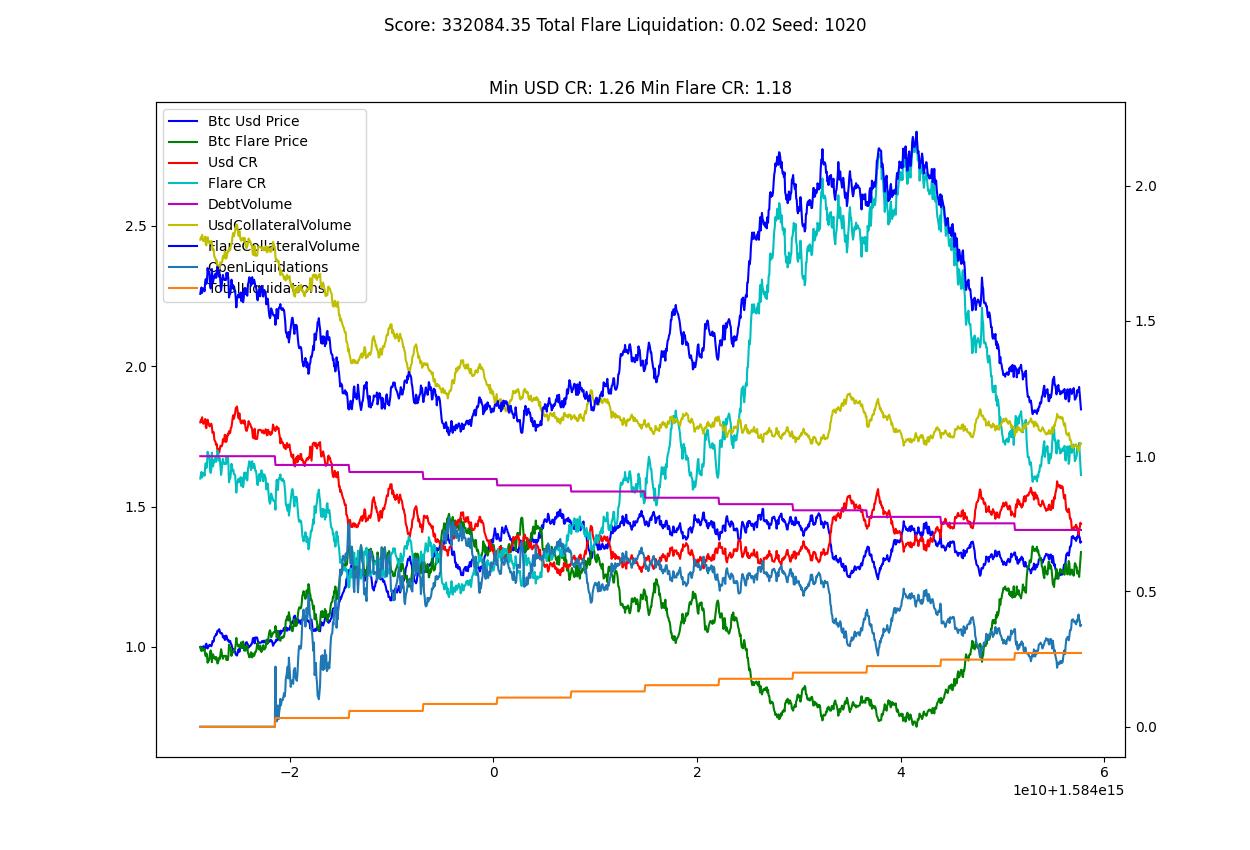 Score: 332084.35 Total Flare Liquidation: 0.02 Seed: 1020
Min USD CR: 1.26 Min Flare CR: 1.18
Btc Usd Price
Btc Flare Price
Usd CR
Flare CR
DebtVolume
UsdCollateralVolume
FlareCollateralVolume
OpenLiquidations
TotalLiquidations
2.5
2.0
1.5
1.0
2.0
1.5
1.0
0.5
0.0
−2
0
2
4
6
1e10+1.584e15